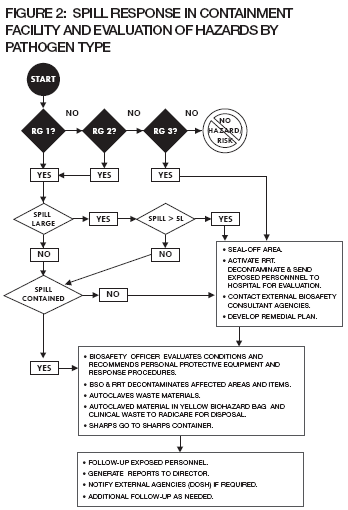 FIGURE 2: SPILL RESPONSE IN CONTAINMENT
FACILITY AND EVALUATION OF HAZARDS BY
PATHOGEN TYPE
START
NO
NO
NO
RG 1?
RG 2?
RG 3?
NO
HAZARD/
RISK
YES
YES
YES
SPILL
LARGE
YES
SPILL > 5L
YES
NO
NO
SPILL
CONTAINED
NO
• SEAL-OFF AREA.
• ACTIVATE RRT.
DECONTAMINATE & SEND
EXPOSED PERSONNNEL TO
HOSPITAL FOR EVALUATION.
• CONTACT EXTERNAL BIOSAFETY
CONSULTANT AGENCIES.
• DEVELOP REMEDIAL PLAN.
YES
• BIOSAFETY OFFICER EVALUATES CONDITIONS AND
RECOMMENDS PERSONAL PROTECTIVE EQUIPMENT AND
RESPONSE PROCEDURES.
• BSO & RRT DECONTAMINATES AFFECTED AREAS AND ITEMS.
• AUTOCLAVES WASTE MATERIALS.
• AUTOCLAVED MATERIAL IN YELLOW BIOHAZARD BAG AND
CLINICAL WASTE TO RADICARE FOR DISPOSAL.
• SHARPS GO TO SHARPS CONTAINER.
• FOLLOW-UP EXPOSED PERSONNEL.
• GENERATE REPORTS TO DIRECTOR.
• NOTIFY EXTERNAL AGENCIES (DOSH) IF REQUIRED.
• ADDITIONAL FOLLOW-UP AS NEEDED.